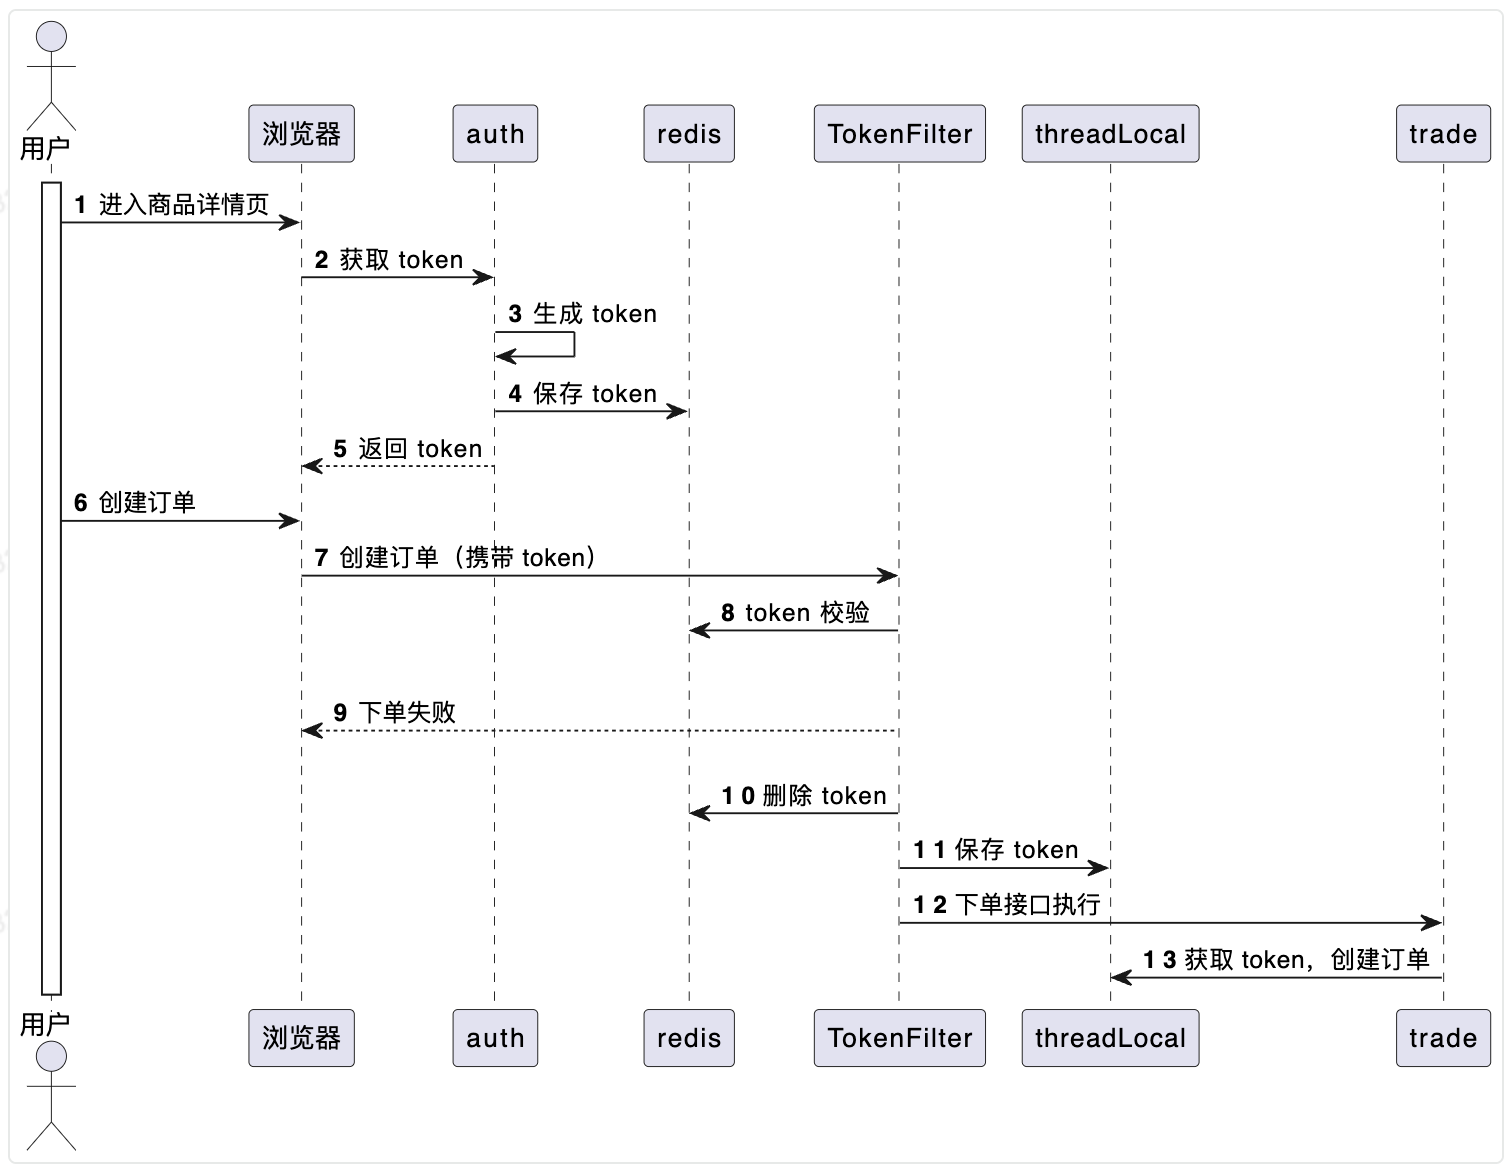 用户
浏览器
auth
redis
TokenFilter
threadLocal
trade
1 进入商品详情页
2 获取 token
3 生成 token
4 保存 token
5 返回 token
6 创建订单
7 创建订单（携带 token）
8 token 校验
9 下单失败
10 删除 token
11 保存 token
12 下单接口执行
13 获取 token，创建订单
用户
浏览器
auth
redis
TokenFilter
threadLocal
trade